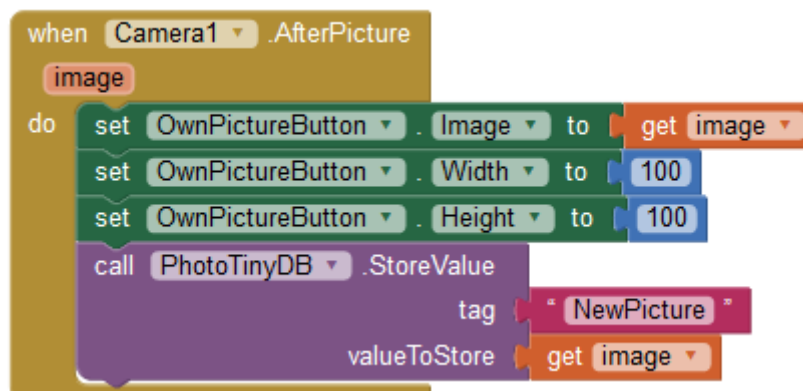 when Camera1 .AfterPicture
image
do set OwnPictureButton . Image to get image
set OwnPictureButton . Width to 100
set OwnPictureButton . Height to 100
call PhotoTinyDB .StoreValue
tag “ NewPicture ”
valueToStore get image